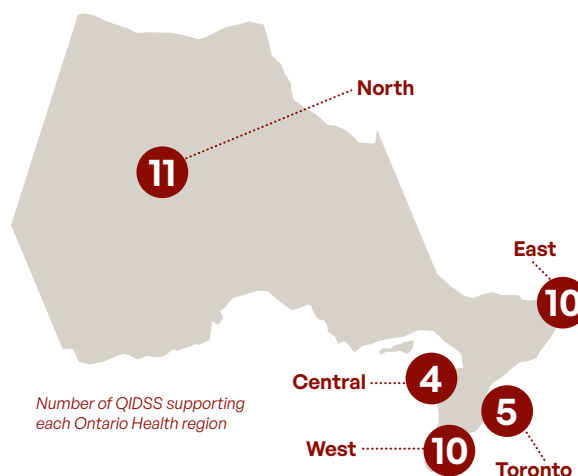 North
11
East
10
Central
4
5
West
10
Toronto
Number of QIDSS supporting
each Ontario Health region